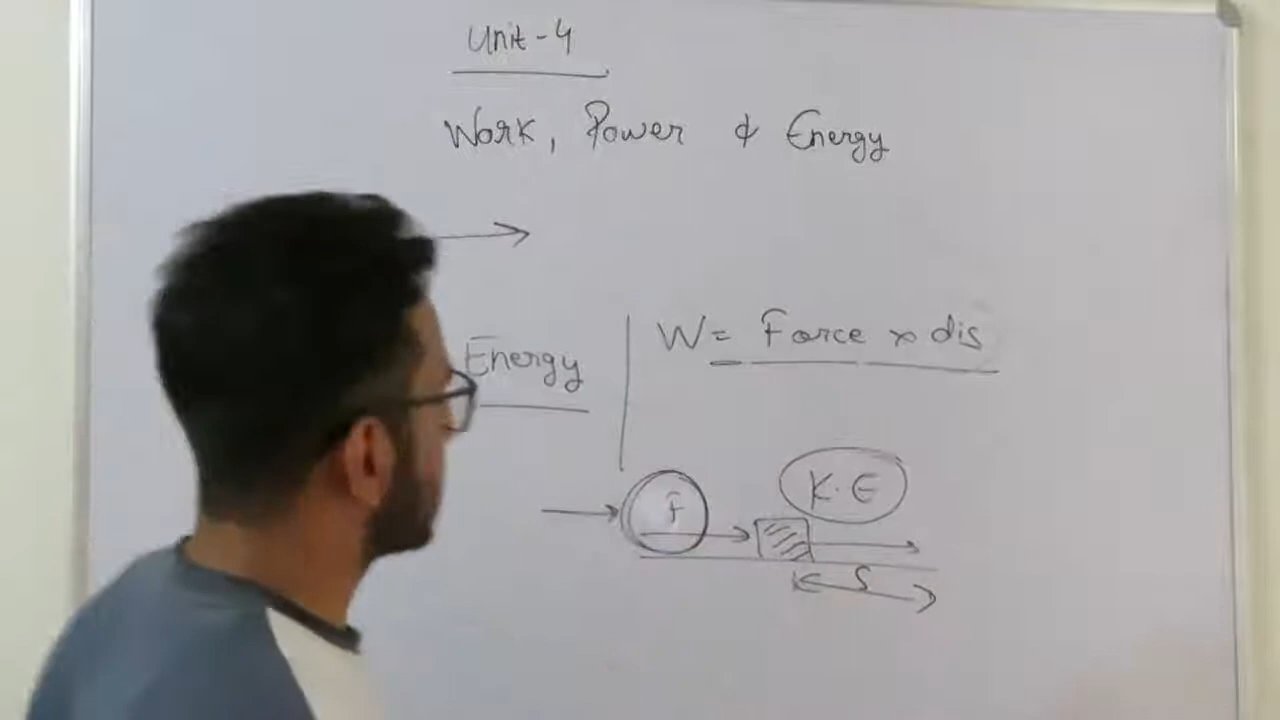 Unit-4
Work, Power & Energy
Energy
W = Force × dis
F
K.E
S